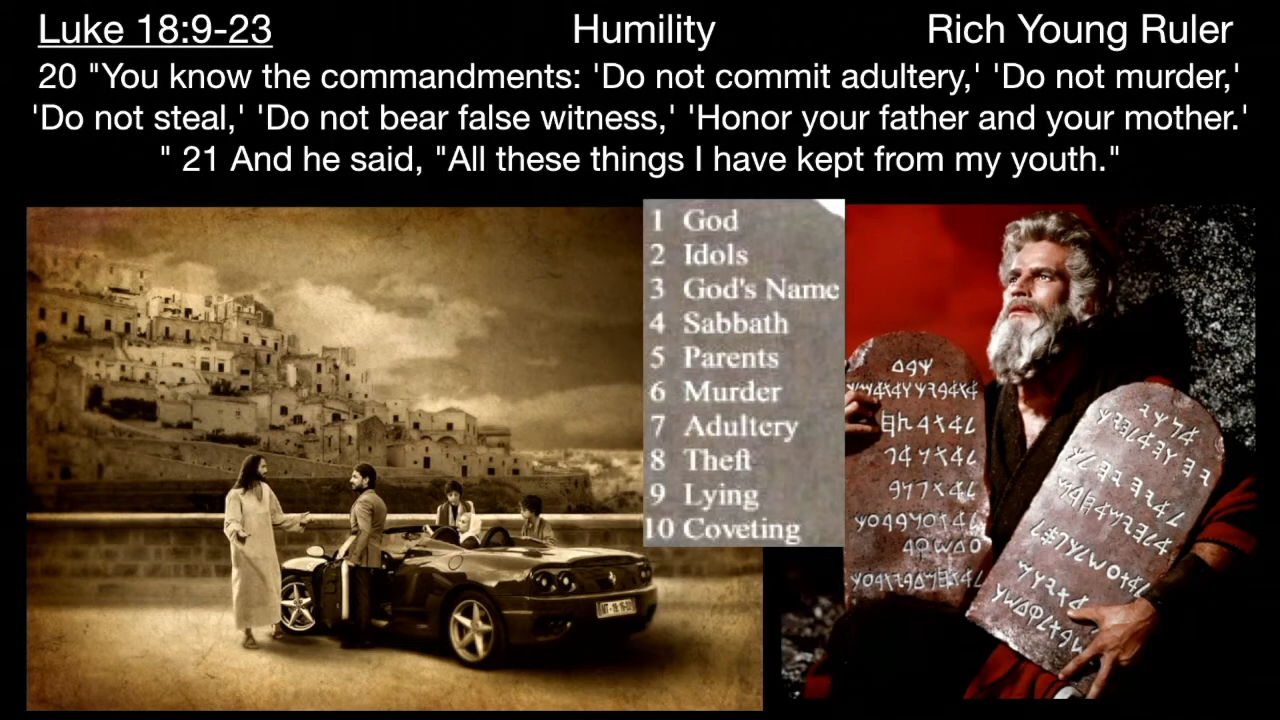 Luke 18:9-23 Humility Rich Young Ruler
20 "You know the commandments: 'Do not commit adultery,' 'Do not murder,'
'Do not steal,' 'Do not bear false witness,' 'Honor your father and your mother.'
" 21 And he said, "All these things I have kept from my youth."
1 God
2 Idols
3 God's Name
4 Sabbath
5 Parents
6 Murder
7 Adultery
8 Theft
9 Lying
10 Coveting